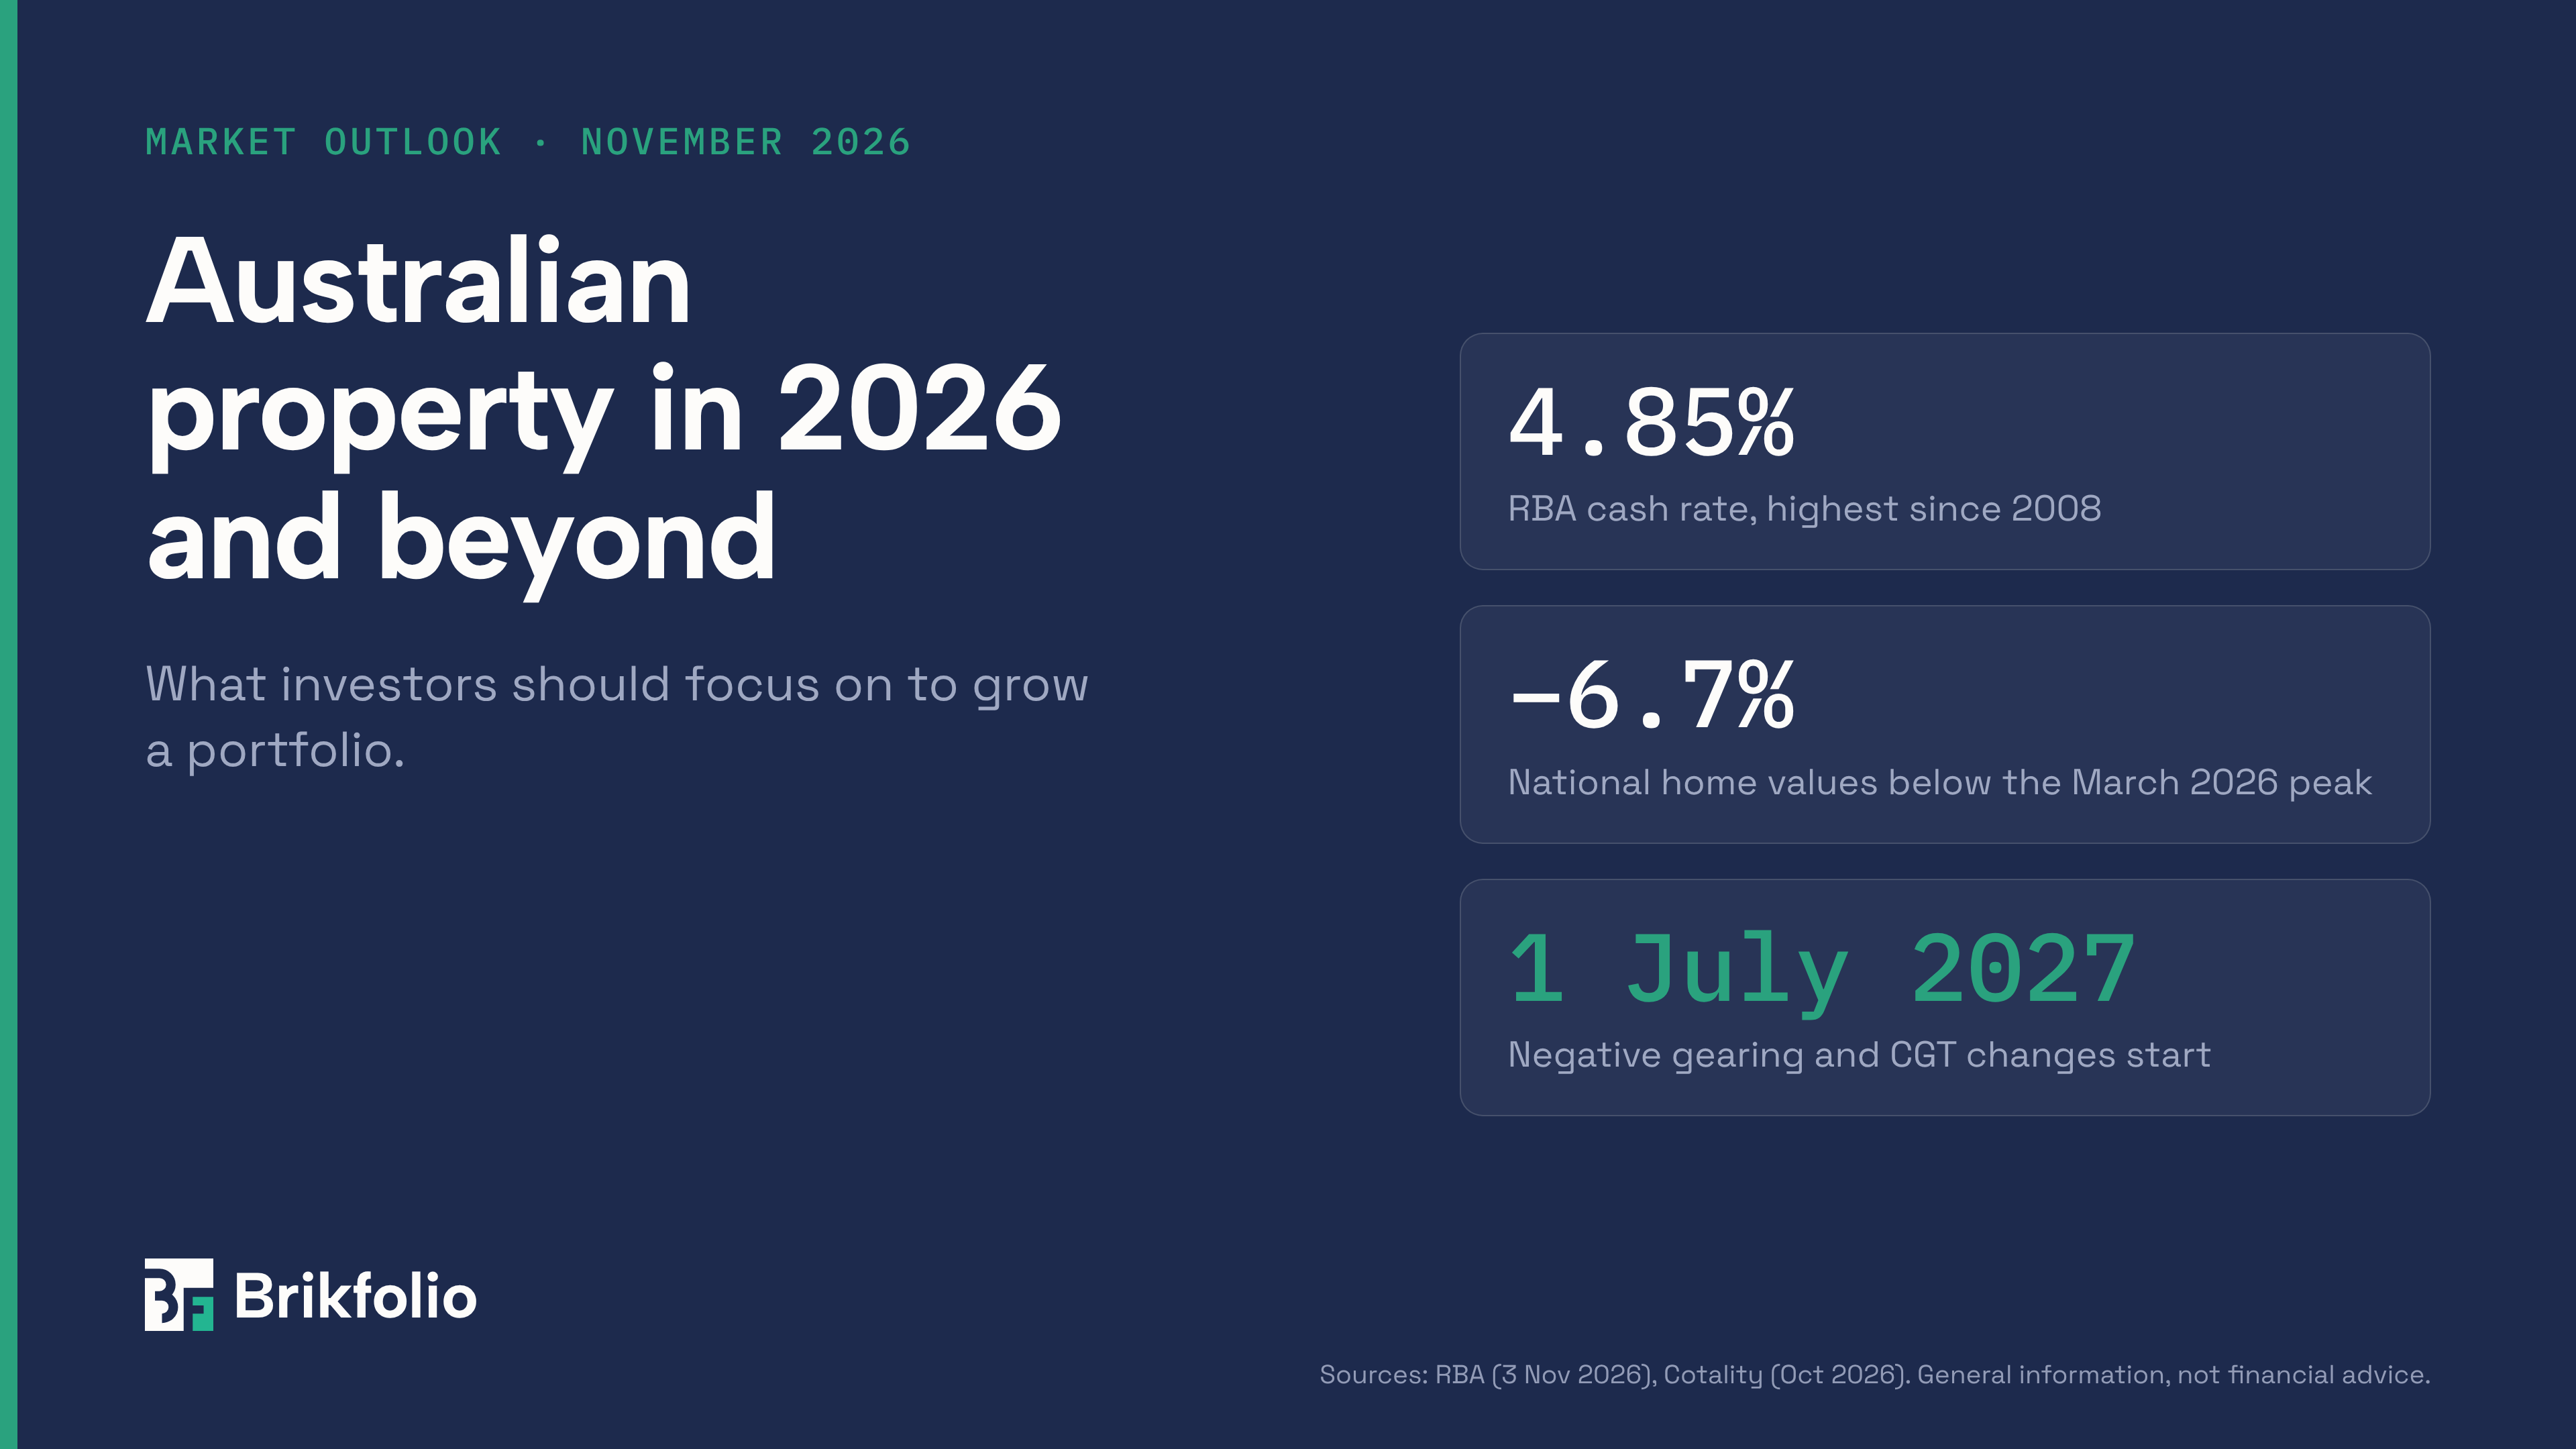 MARKET OUTLOOK · NOVEMBER 2026
Australian
property in 2026
and beyond
What investors should focus on to grow
a portfolio.
4.85%
RBA cash rate, highest since 2008
−6.7%
National home values below the March 2026 peak
1 July 2027
Negative gearing and CGT changes start
BF Brikfolio
Sources: RBA (3 Nov 2026), Cotality (Oct 2026). General information, not financial advice.